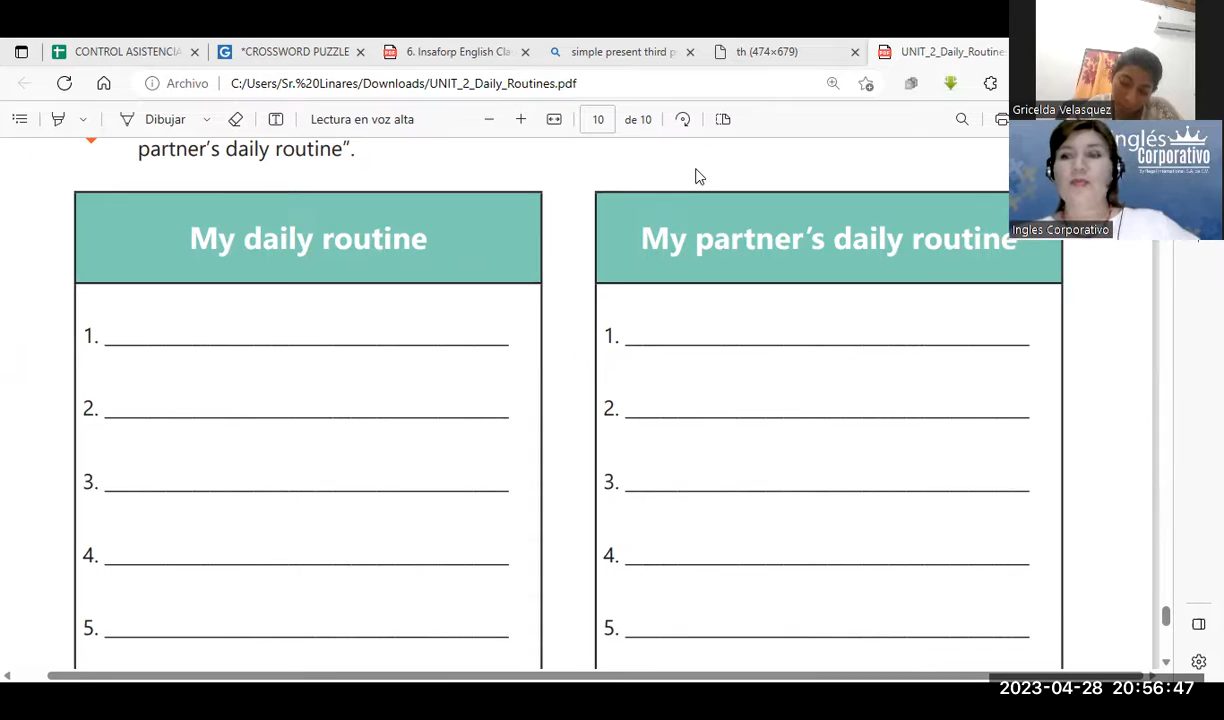 CONTROL ASISTENCIA
*CROSSWORD PUZZLE
6. Insaforp English Cla
simple present third p
th (474×679)
UNIT_2_Daily_Routines
Archivo
C:/Users/Sr.%20Linares/Downloads/UNIT_2_Daily_Routines.pdf
Dibujar
Lectura en voz alta
10
de 10
Gricelda Velasquez
Inglés
Corporativo
Ingles Corporativo
partner's daily routine".
My daily routine
My partner's daily routine
1.
1.
2.
2.
3.
3.
4.
4.
5.
5.
2023-04-28 20:56:47